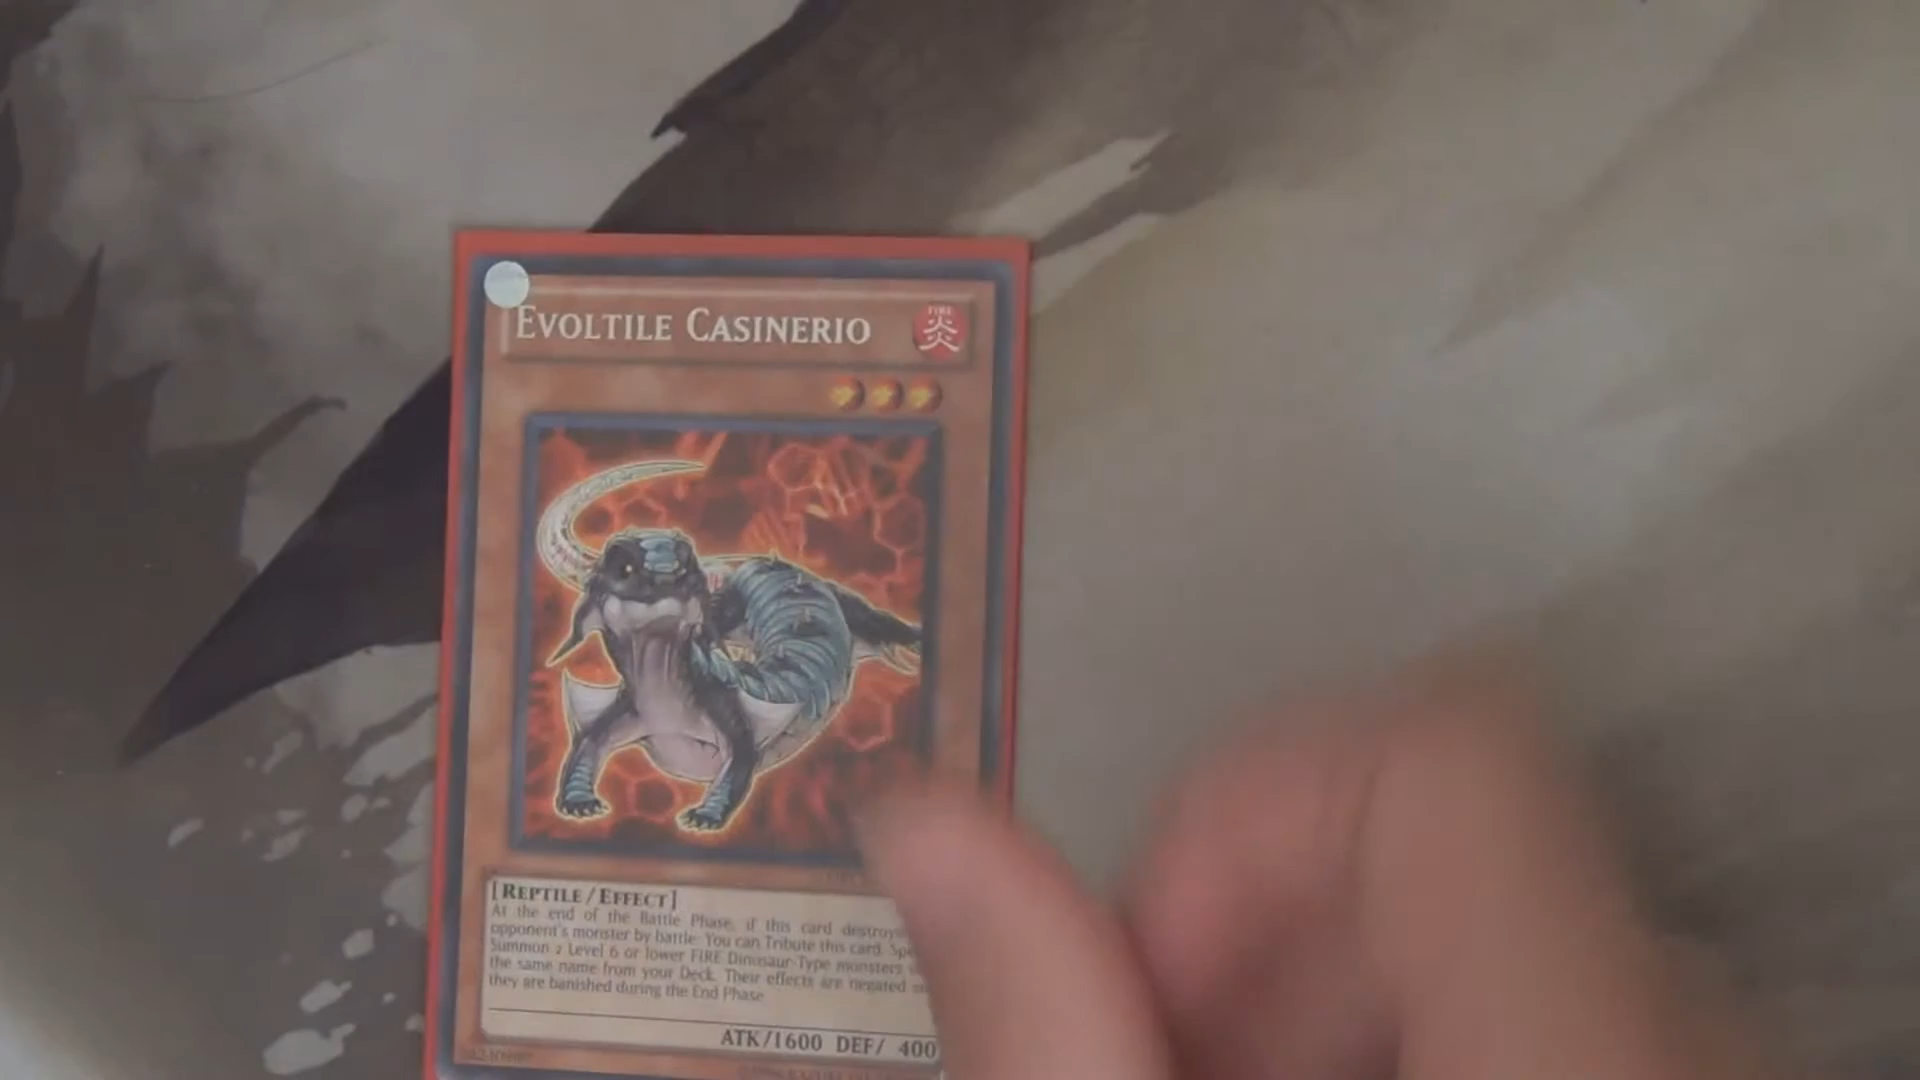 EVOLTILE CASINERIO
FIRE
炎
[REPTILE/EFFECT]
At the end of the Battle Phase, if this card destroyed
opponent's monster by battle: You can Tribute this card. 
Summon 2 Level 6 or lower FIRE Dinosaur-Type monsters
the same name from your Deck. Their effects are negated
they are banished during the End Phase.
ATK/1600 DEF/ 400